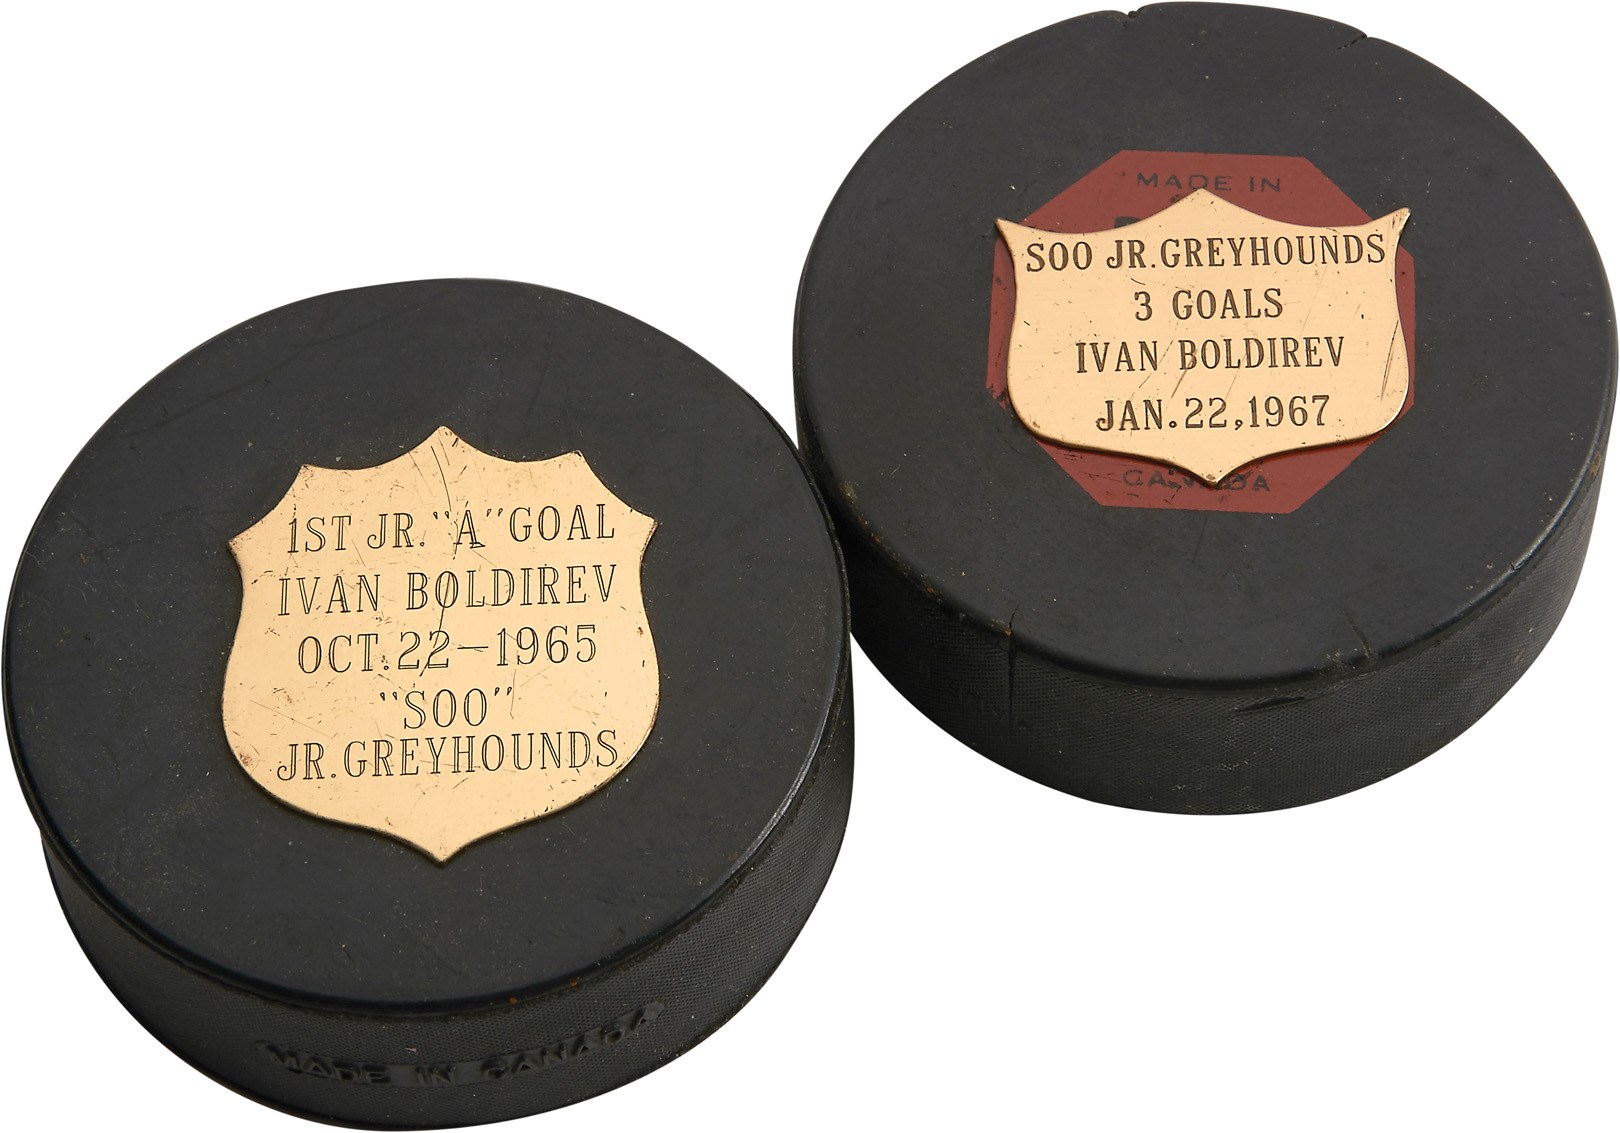 1ST JR. "A" GOAL
IVAN BOLDIREV
OCT. 22-1965
"SOO"
JR. GREYHOUNDS
MADE IN CANADA
MADE IN
SOO JR. GREYHOUNDS
3 GOALS
IVAN BOLDIREV
JAN. 22, 1967
CANADA